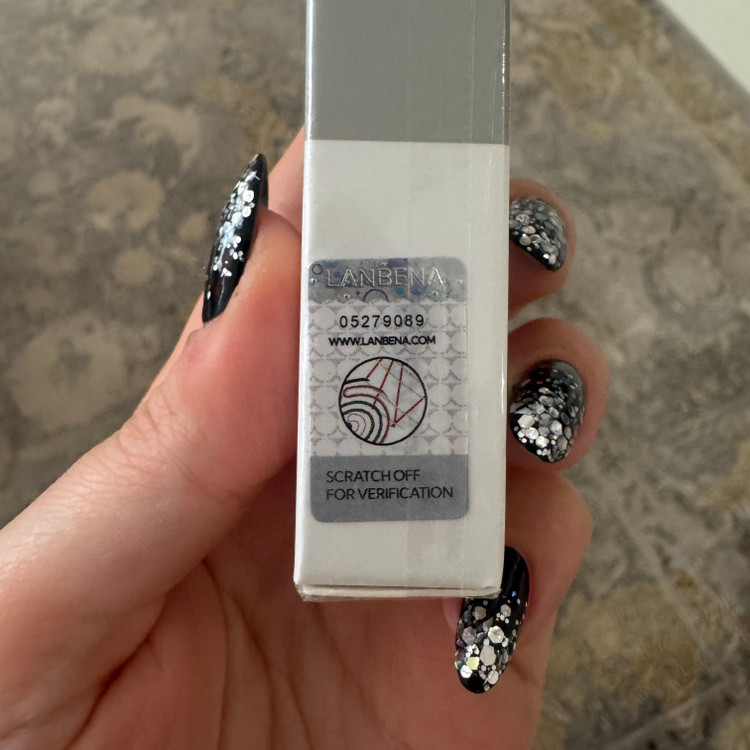 LANBENA
05279089
WWW.LANBENA.COM
SCRATCH OFF
FOR VERIFICATION